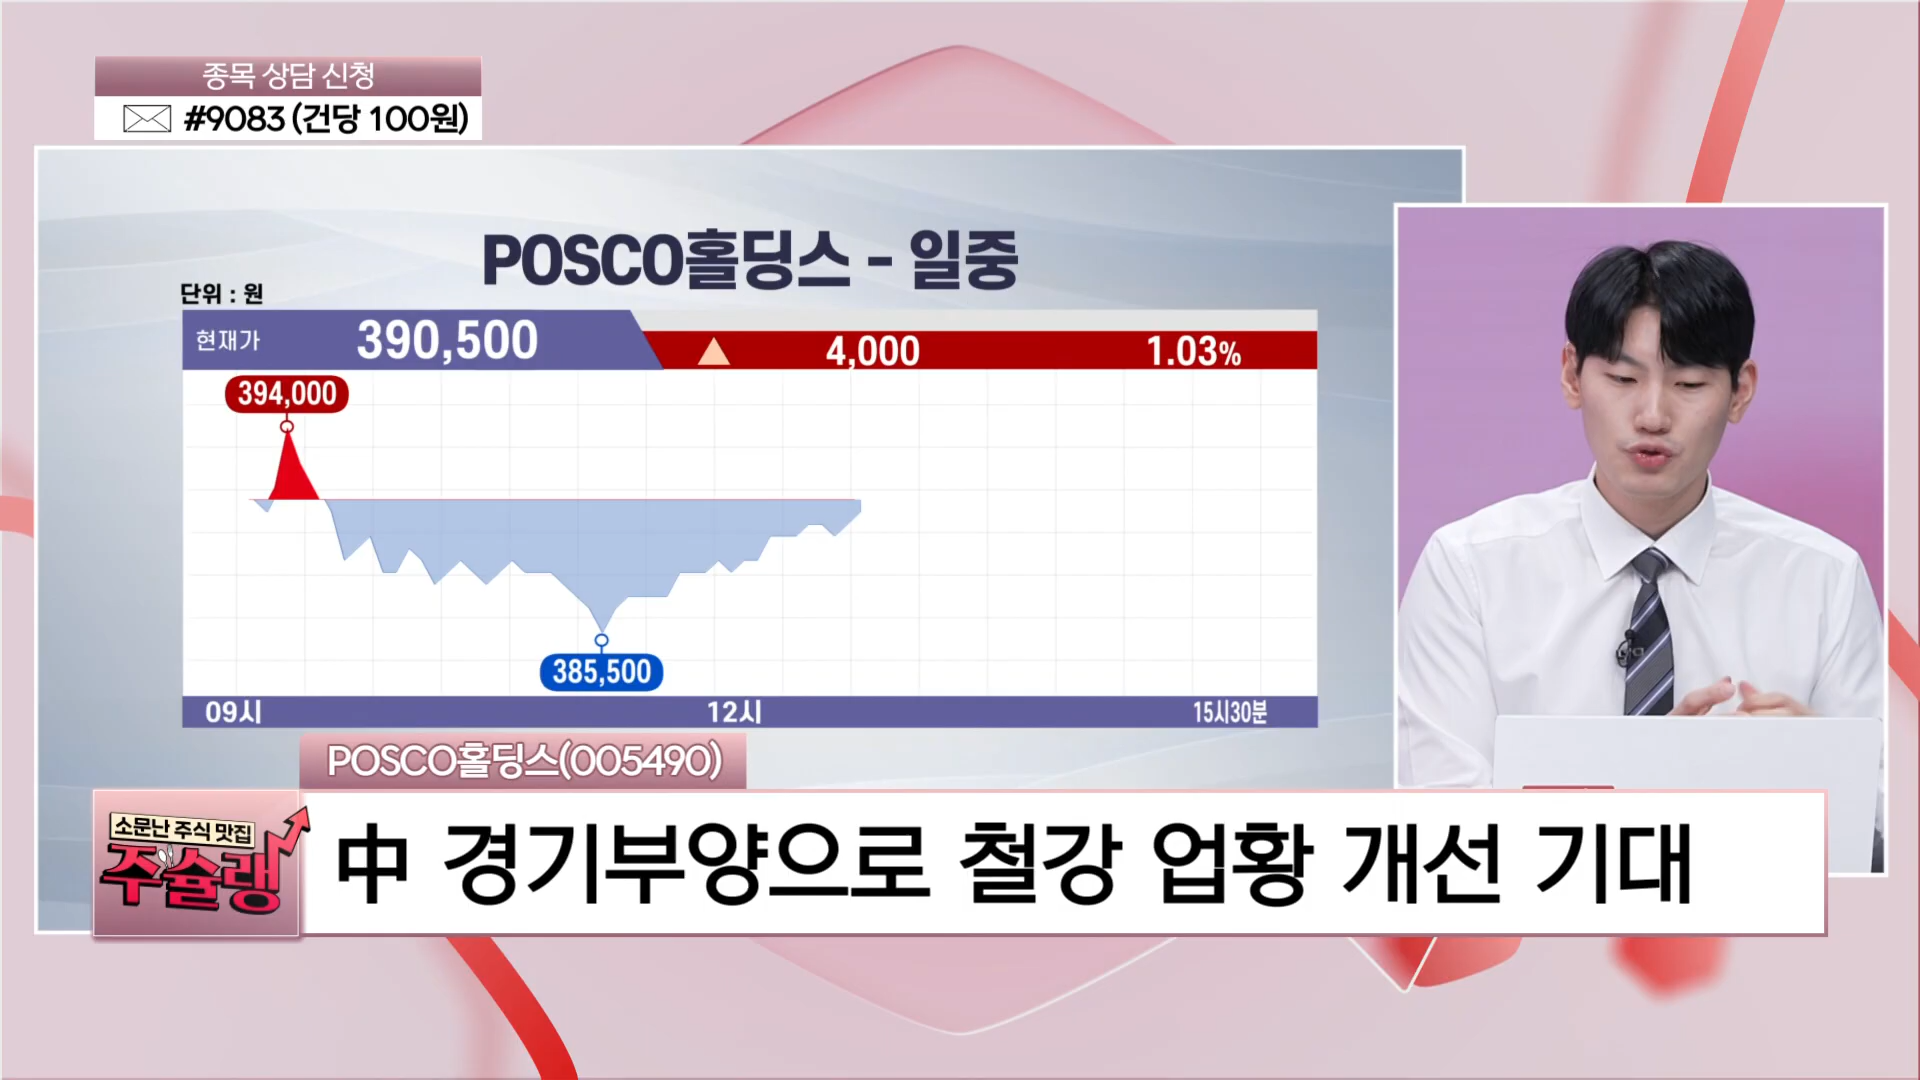 종목 상담 신청
#9083 (건당 100원)
POSCO홀딩스 - 일중
단위 : 원
현재가 390,500 4,000 1.03%
394,000
385,500
09시 12시 15시30분
POSCO홀딩스(005490)
소문난 주식 맛집
주슐랭
中 경기부양으로 철강 업황 개선 기대